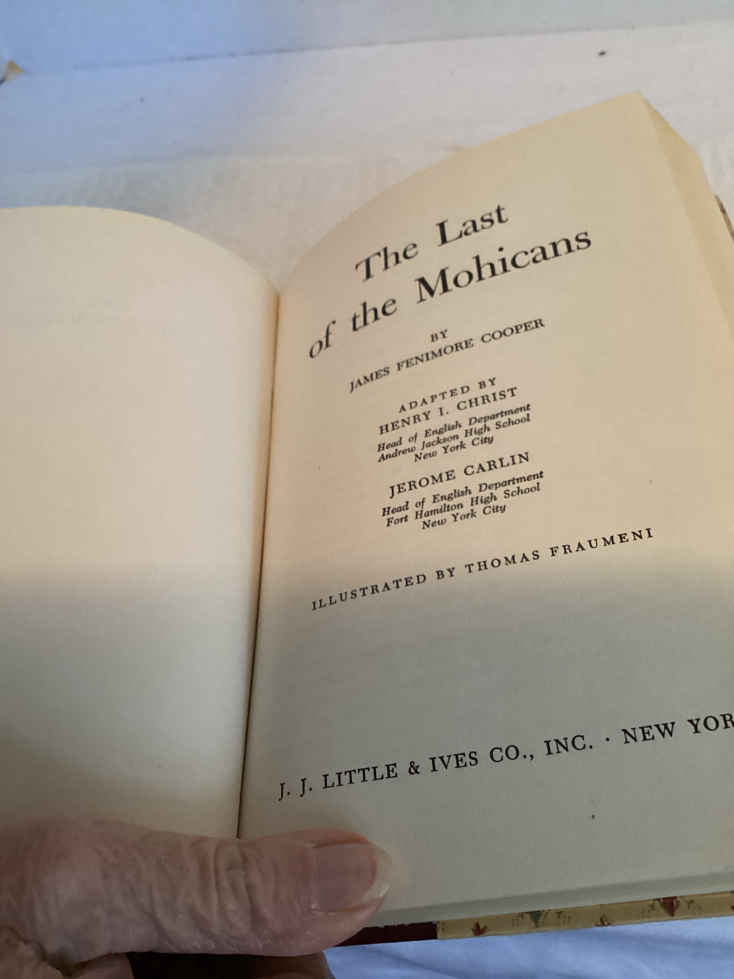 The Last
of the Mohicans
BY
JAMES FENIMORE COOPER
ADAPTED BY
HENRY I. CHRIST
Head of English Department
Andrew Jackson High School
New York City
JEROME CARLIN
Head of English Department
Fort Hamilton High School
New York City
ILLUSTRATED BY THOMAS FRAUMENI
J. J. LITTLE & IVES CO., INC. · NEW YOR